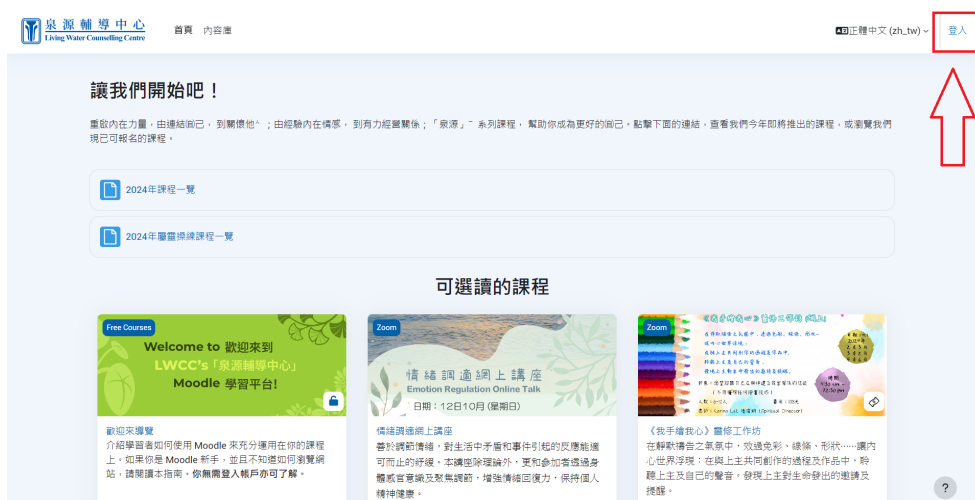 泉源輔導中心
Living Water Counselling Centre
首頁 內容庫
正體中文 (zh_tw)
登入
讓我們開始吧！
重啟內在力量，由連結
到關懷他
；由經驗內在情感， 到有力經營關係；「泉源」
系列課程， 幫助你成為更好的
己。點擊下面的連結、查看我們今年即將推出的課程，或瀏覽我們
現已可報名的課程，
2024年課程一覽
2024年屬靈操練課程一覽
可選讀的課程
Free Courses
Welcome to 歡迎來到
LWCC's「泉源輔導中心」
Moodle 學習平台！
歡迎來導覽
介紹學習者如何使用 Moodle 來充分運用在你的課程
上。如果你是 Moodle 新手，並且不知道如何瀏覽網
站，請閱讀本指南。你無需登入帳戶亦可了解。
Zoom
情緒調適網上講座
Emotion Regulation Online Talk
日期：12日10月 (星期日)
情緒調適網上講座
善於調節情緒，對生活中矛盾和事件引起的反應能適
可而止的紓緩。本講座除理論外，更和參加者透過身
體感官意識及聚焦調節，增強情緒回復力，保持個人
精神健康。
Zoom
《我手繪我心》靈修工作坊 (網上)
《我手繪我心》靈修工作坊
在靜默禱告之氣氛中，效過色彩、線條、形狀……讓內
心世界浮現：在與上主共同創作的過程及作品中，聆
聽上主及自己的聲音。發現上主對生命發出的邀請及
提醒。
?